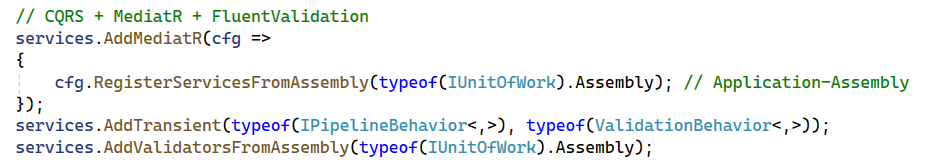 // CQRS + MediatR + FluentValidation
services.AddMediatR(cfg =>
{
    cfg.RegisterServicesFromAssembly(typeof(IUnitOfWork).Assembly); // Application-Assembly
});
services.AddTransient(typeof(IPipelineBehavior<,>), typeof(ValidationBehavior<,>));
services.AddValidatorsFromAssembly(typeof(IUnitOfWork).Assembly);